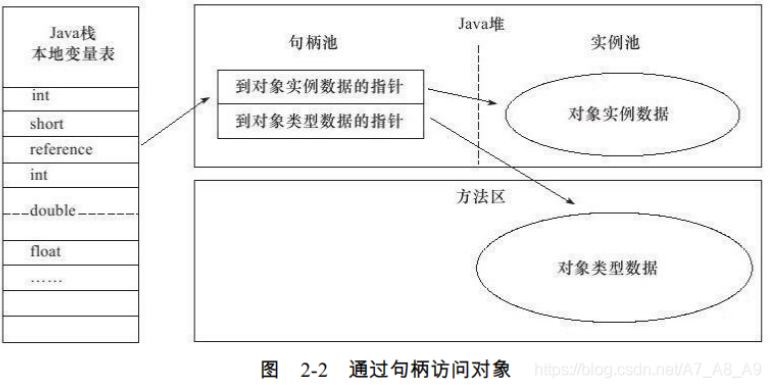 Java栈
本地变量表
int
short
reference
int
double
float
……
Java堆
句柄池
实例池
到对象实例数据的指针
到对象类型数据的指针
对象实例数据
方法区
对象类型数据
图 2-2 通过句柄访问对象
https://blog.csdn.net/A7_A8_A9